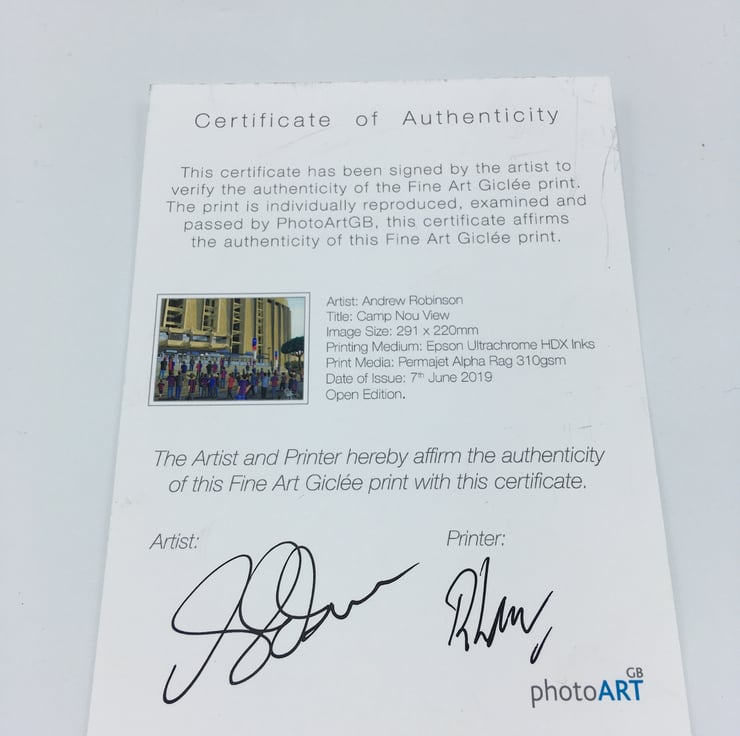 Certificate of Authenticity
This certificate has been signed by the artist to
verify the authenticity of the Fine Art Giclée print.
The print is individually reproduced, examined and
passed by PhotoArtGB, this certificate affirms
the authenticity of this Fine Art Giclée print.
Artist: Andrew Robinson
Title: Camp Nou View
Image Size: 291 x 220mm
Printing Medium: Epson Ultrachrome HDX Inks
Print Media: Permajet Alpha Rag 310gsm
Date of Issue: 7th June 2019
Open Edition.
The Artist and Printer hereby affirm the authenticity
of this Fine Art Giclée print with this certificate.
Artist:
Printer:
GB
photoART